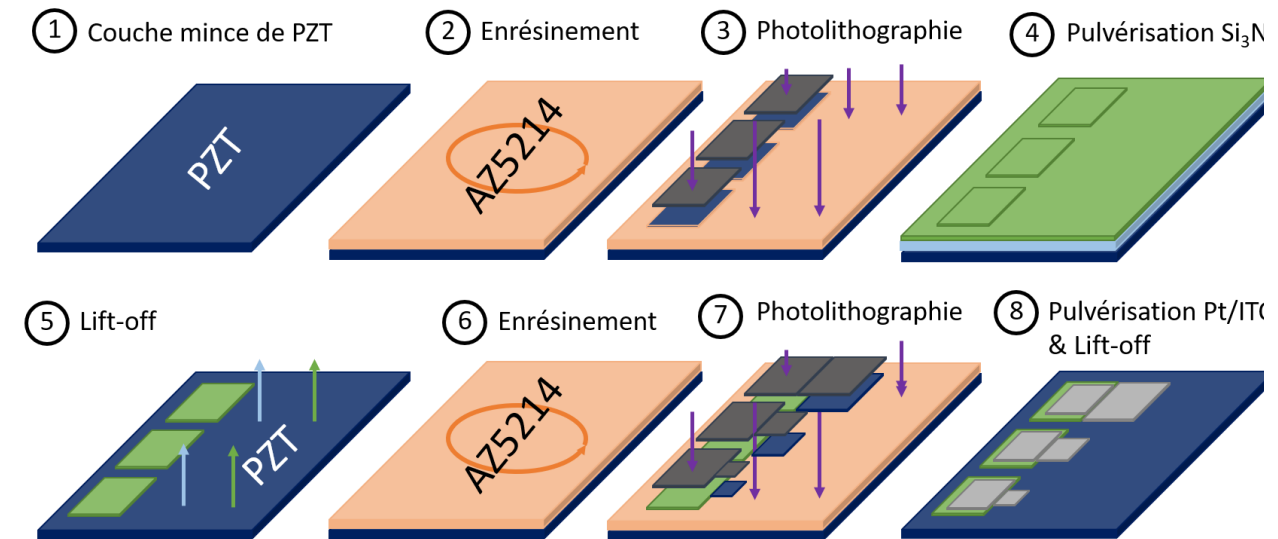 1 Couche mince de PZT
2 Enrésinement
3 Photolithographie
4 Pulvérisation Si₃N
PZT
AZ5214
5 Lift-off
6 Enrésinement
7 Photolithographie
8 Pulvérisation Pt/ITO
& Lift-off
PZT
AZ5214